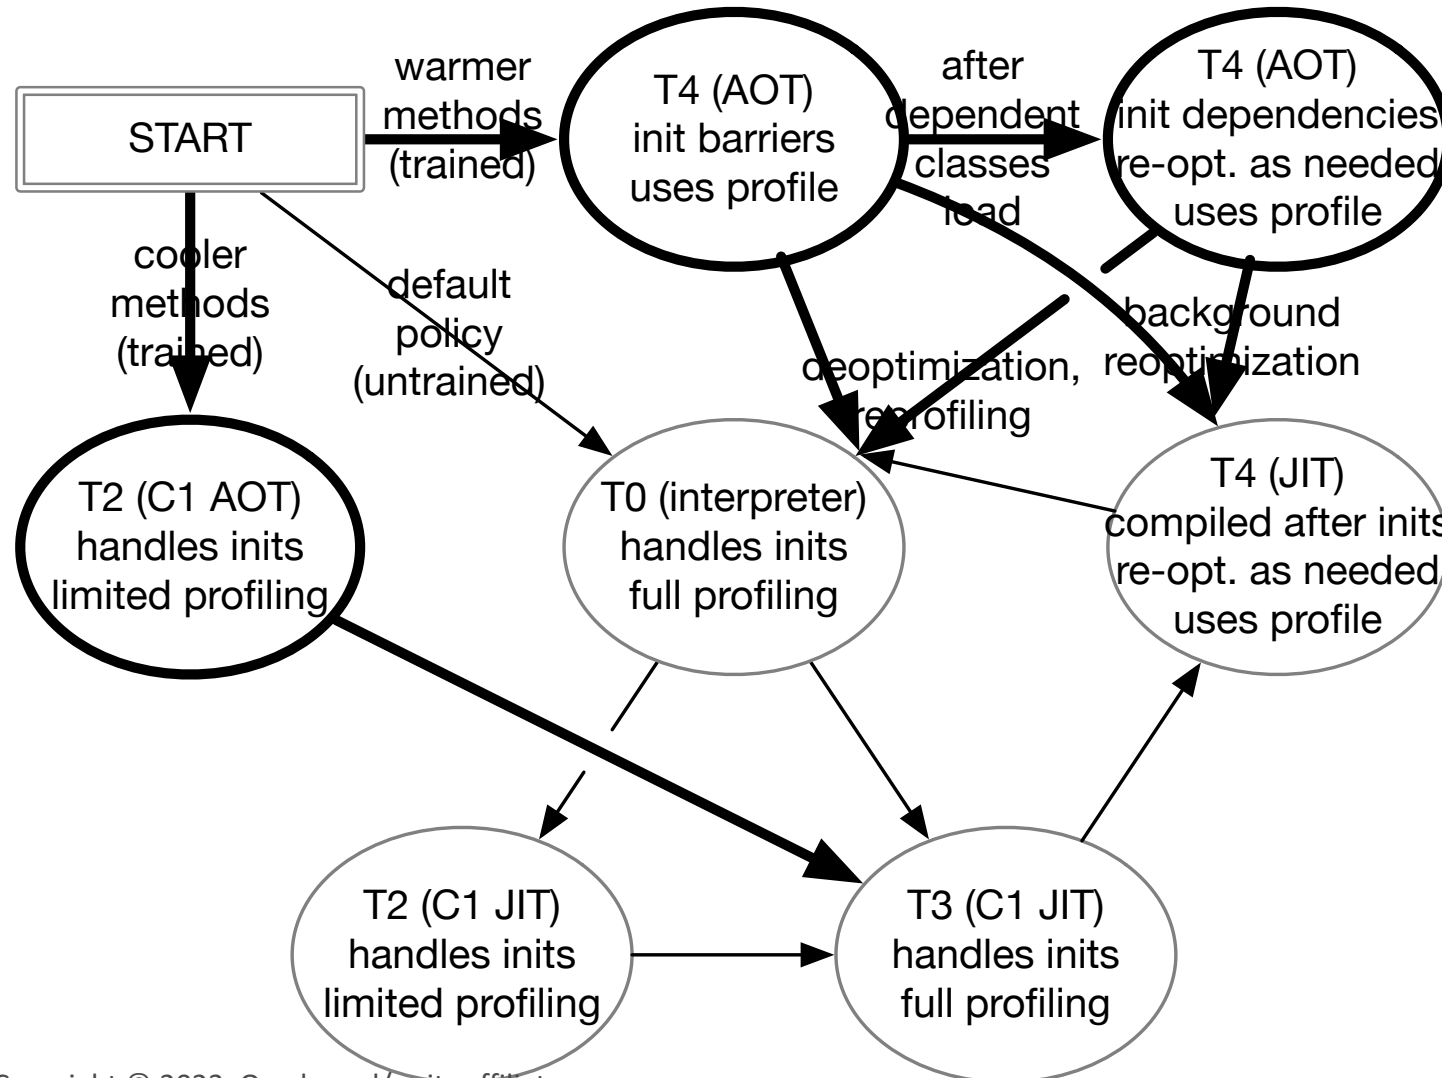 START
warmer
methods
(trained)
T4 (AOT)
init barriers
uses profile
after
dependent
classes
load
T4 (AOT)
init dependencies
re-opt. as needed
uses profile
cooler
methods
(trained)
default
policy
(untrained)
deoptimization,
reprofiling
background
reoptimization
T2 (C1 AOT)
handles inits
limited profiling
T0 (interpreter)
handles inits
full profiling
T4 (JIT)
compiled after inits
re-opt. as needed
uses profile
T2 (C1 JIT)
handles inits
limited profiling
T3 (C1 JIT)
handles inits
full profiling